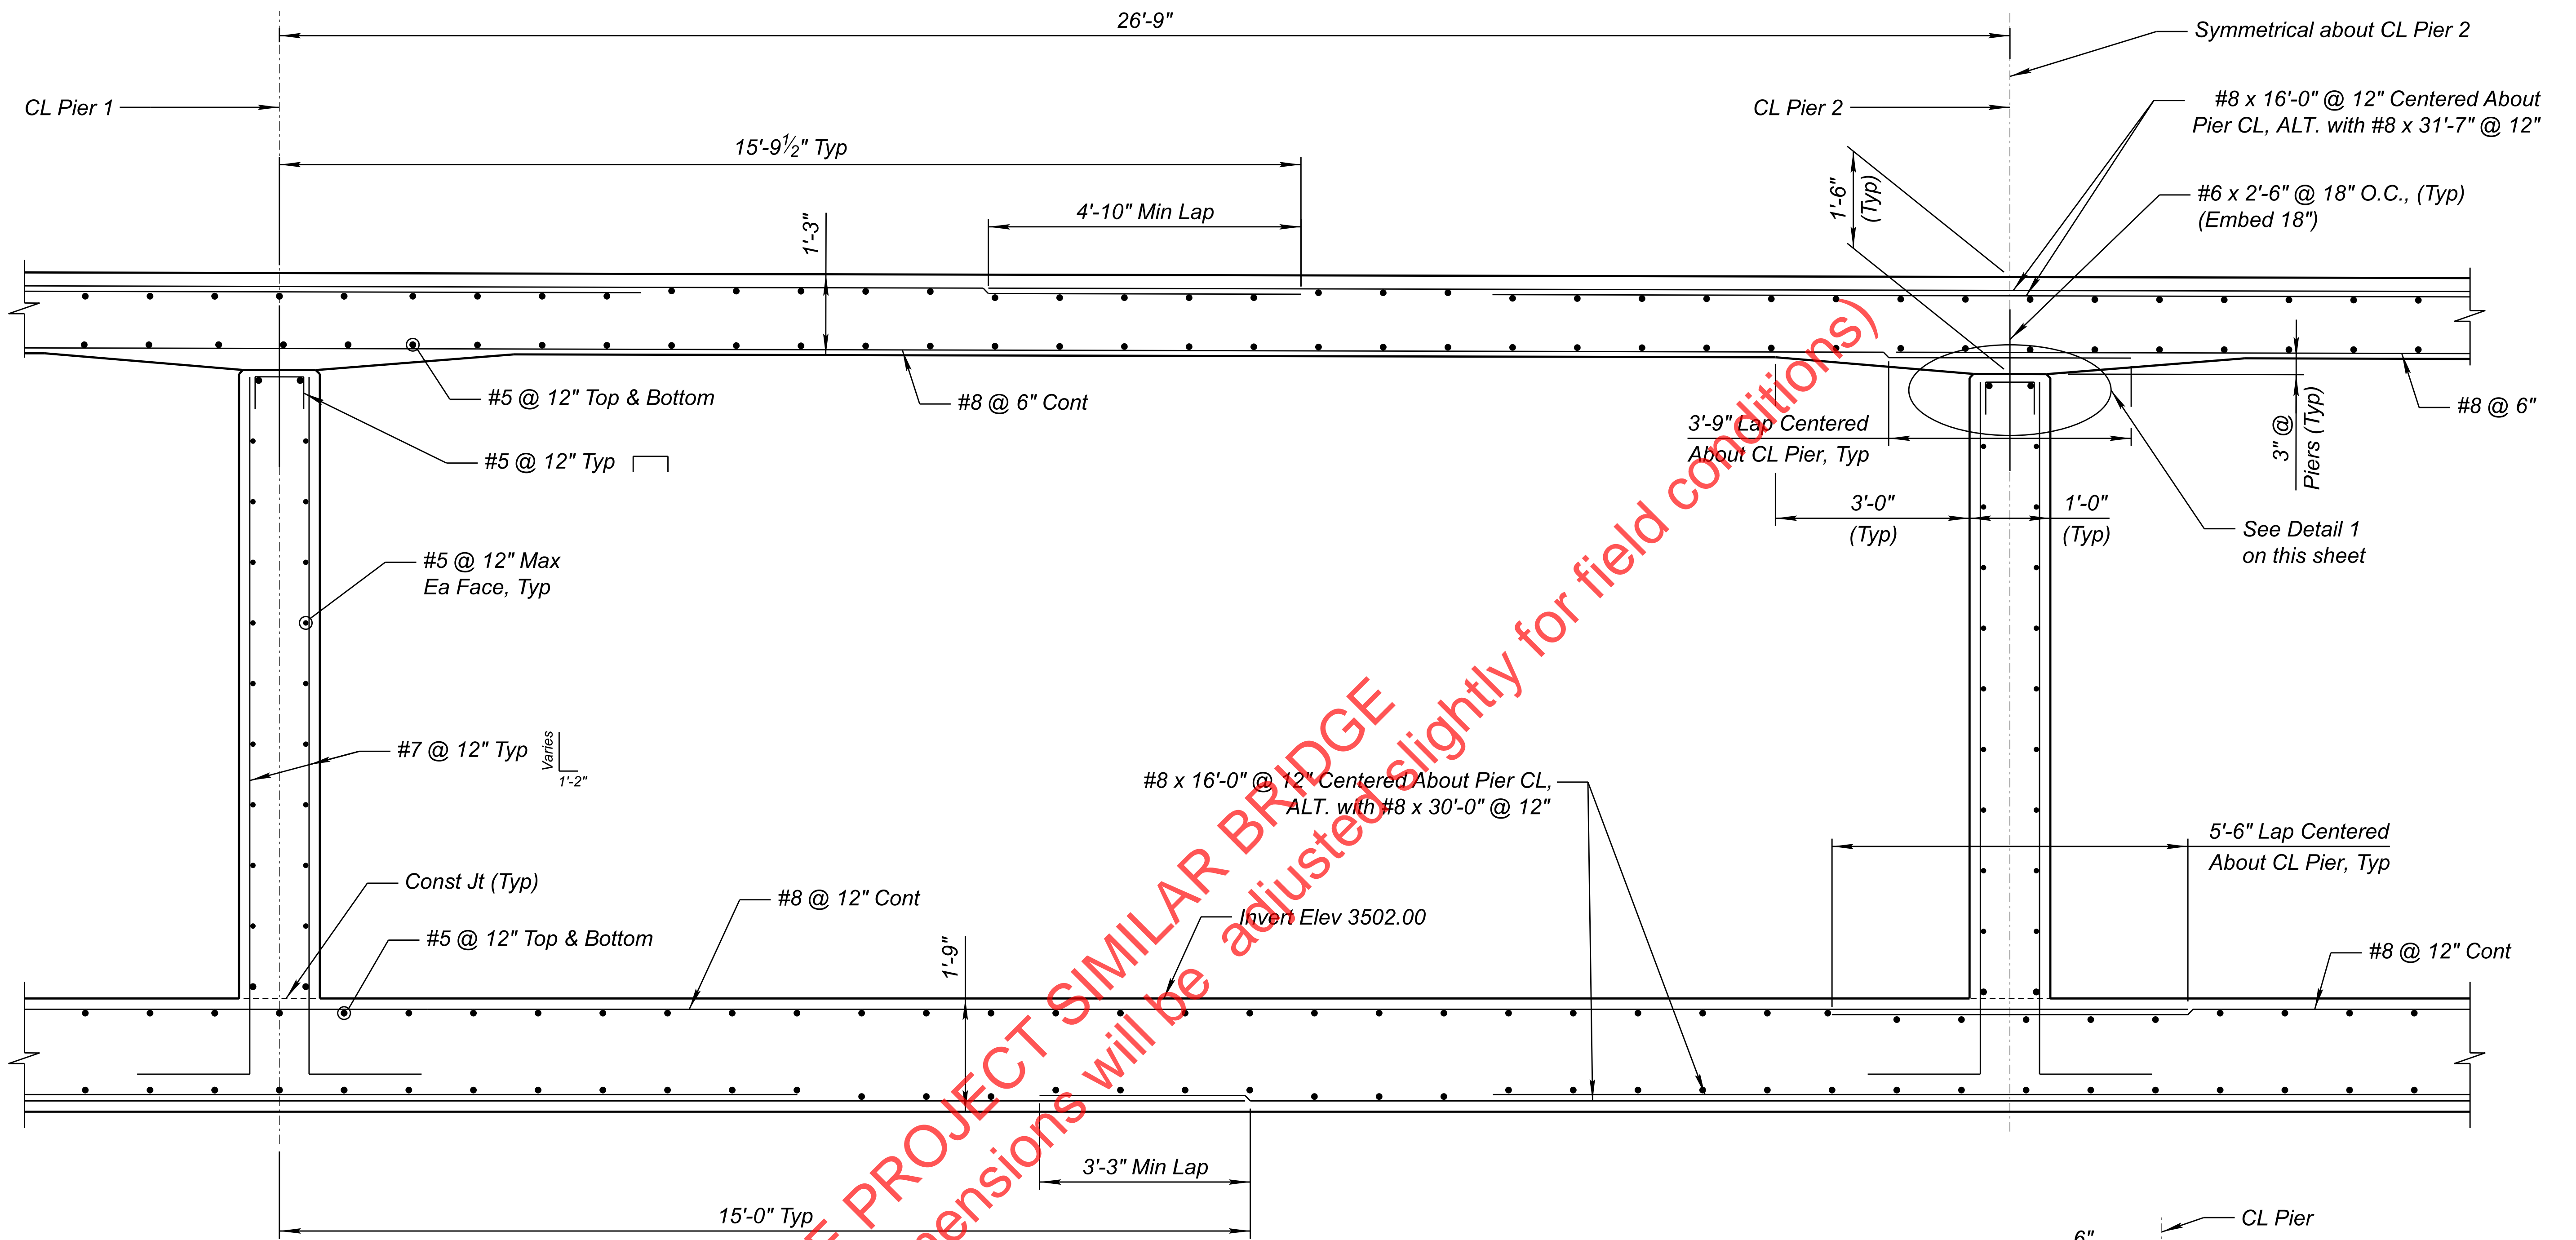 26'-9"
Symmetrical about CL Pier 2
CL Pier 1
CL Pier 2
#8 x 16'-0" @ 12" Centered About
Pier CL, ALT. with #8 x 31'-7" @ 12"
15'-9½" Typ
1'-6"
(Typ)
#6 x 2'-6" @ 18" O.C., (Typ)
(Embed 18")
4'-10" Min Lap
1'-3"
#5 @ 12" Top & Bottom
#8 @ 6" Cont
#8 @ 6"
3'-9" Lap Centered
About CL Pier, Typ
3" @
Piers (Typ)
#5 @ 12" Typ
3'-0"
(Typ)
1'-0"
(Typ)
See Detail 1
on this sheet
#5 @ 12" Max
Ea Face, Typ
#7 @ 12" Typ
Varies
1'-2"
#8 x 16'-0" @ 12" Centered About Pier CL,
ALT. with #8 x 30'-0" @ 12"
5'-6" Lap Centered
About CL Pier, Typ
Const Jt (Typ)
#8 @ 12" Cont
Invert Elev 3502.00
#5 @ 12" Top & Bottom
1'-9"
#8 @ 12" Cont
3'-3" Min Lap
15'-0" Typ
CL Pier
6"
PROJECT SIMILAR BRIDGE
will be adjusted slightly for field conditions)